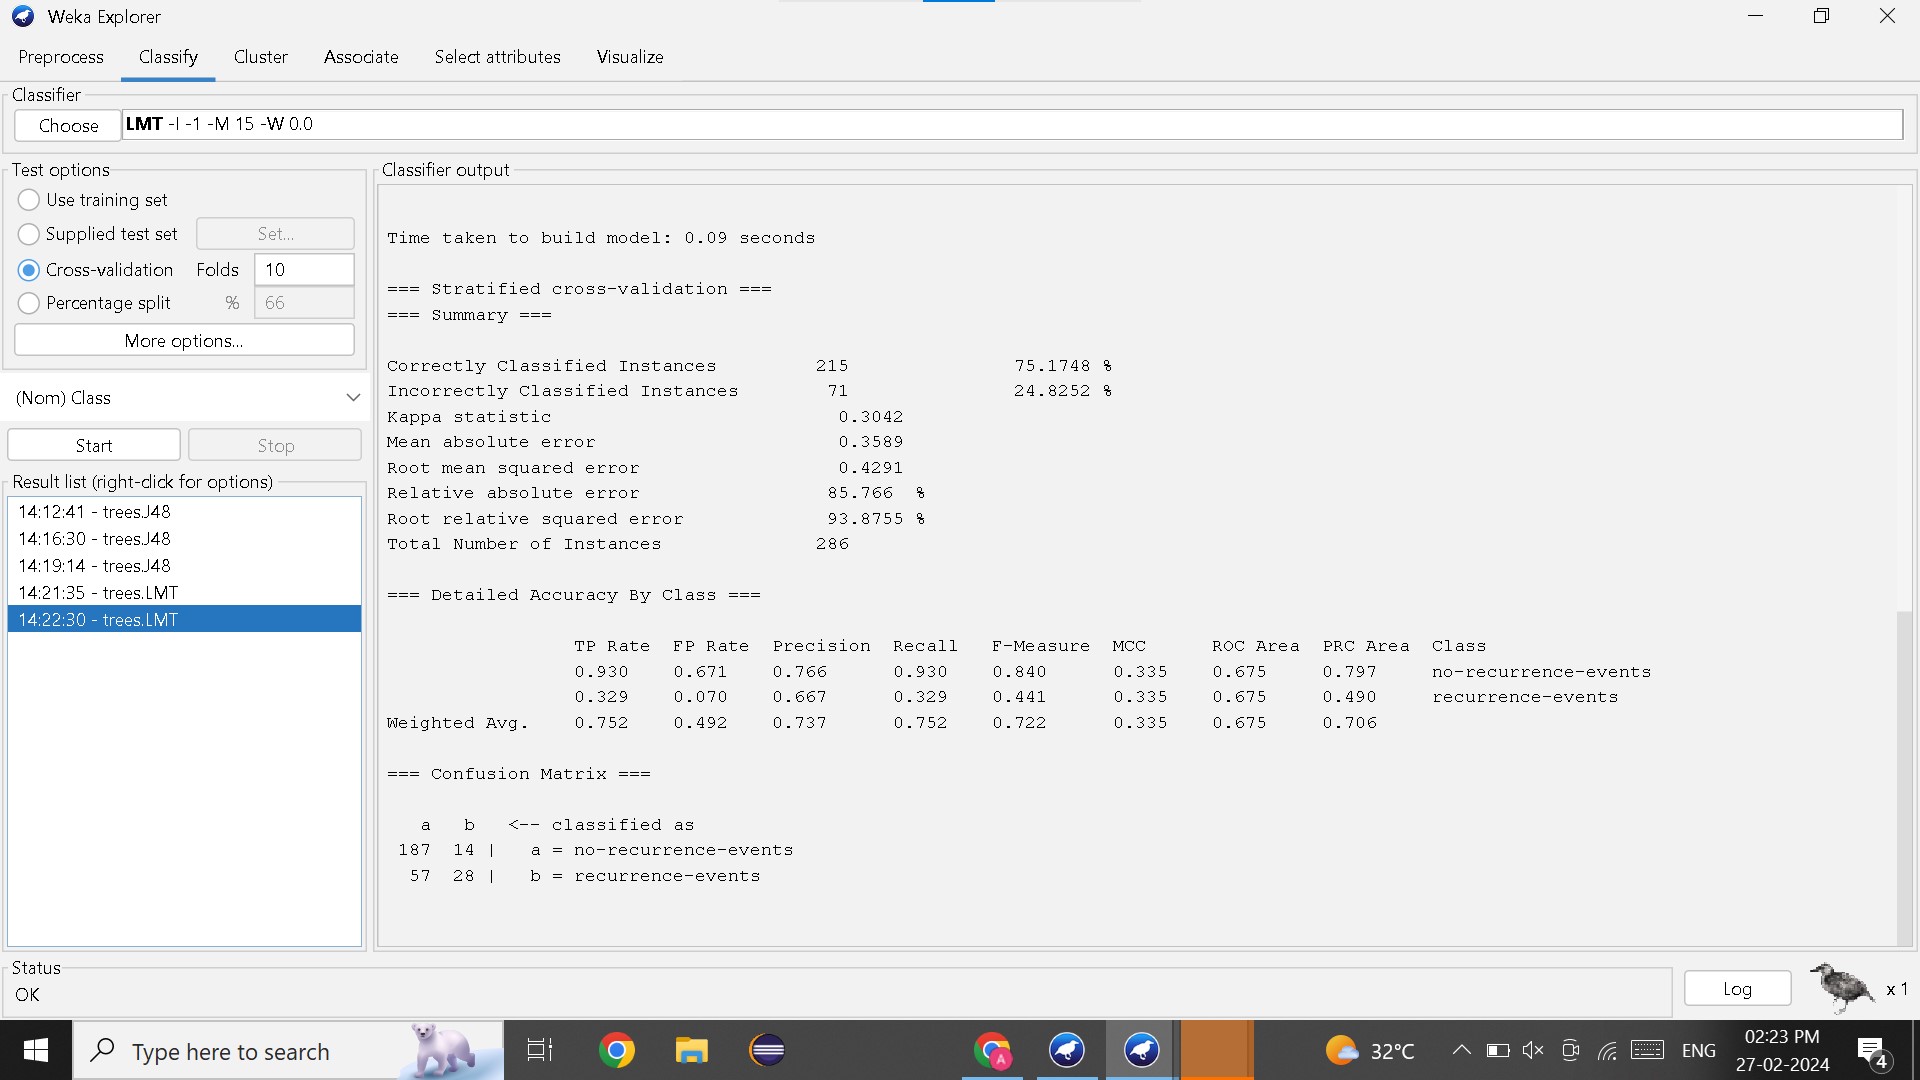 Weka Explorer
Preprocess Classify Cluster Associate Select attributes Visualize
Classifier
Choose LMT -I -1 -M 15 -W 0.0
Test options
Use training set
Supplied test set Set...
Cross-validation Folds 10
Percentage split % 66
More options...
(Nom) Class
Start Stop
Result list (right-click for options)
14:12:41 - trees.J48
14:16:30 - trees.J48
14:19:14 - trees.J48
14:21:35 - trees.LMT
14:22:30 - trees.LMT
Classifier output
Time taken to build model: 0.09 seconds
=== Stratified cross-validation ===
=== Summary ===
Correctly Classified Instances 215 75.1748 %
Incorrectly Classified Instances 71 24.8252 %
Kappa statistic 0.3042
Mean absolute error 0.3589
Root mean squared error 0.4291
Relative absolute error 85.766 %
Root relative squared error 93.8755 %
Total Number of Instances 286
=== Detailed Accuracy By Class ===
TP Rate FP Rate Precision Recall F-Measure MCC ROC Area PRC Area Class
0.930 0.671 0.766 0.930 0.840 0.335 0.675 0.797 no-recurrence-events
0.329 0.070 0.667 0.329 0.441 0.335 0.675 0.490 recurrence-events
Weighted Avg. 0.752 0.492 0.737 0.752 0.722 0.335 0.675 0.706
=== Confusion Matrix ===
a b <-- classified as
187 14 | a = no-recurrence-events
57 28 | b = recurrence-events
Status
OK
Log x 1
Type here to search
A
32°C
ENG
02:23 PM
27-02-2024
4